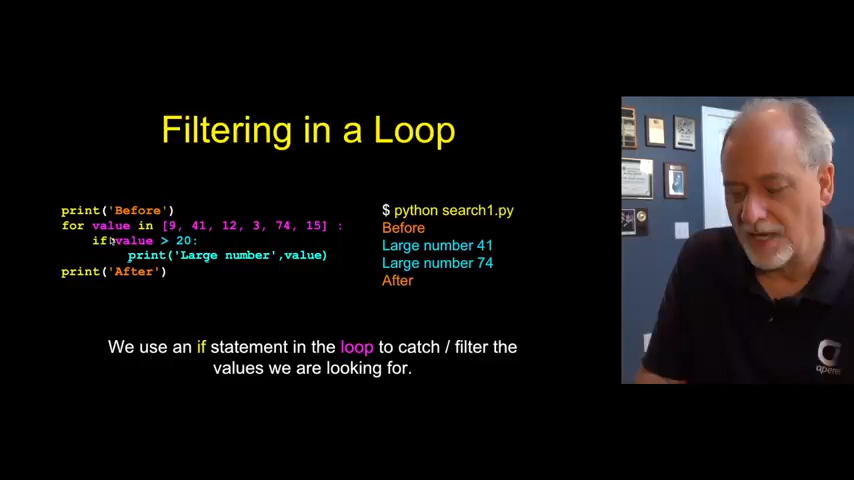 Filtering in a Loop
print('Before')
for value in [9, 41, 12, 3, 74, 15] :
if value > 20:
print('Large number',value)
print('After')
$ python search1.py
Before
Large number 41
Large number 74
After
We use an if statement in the loop to catch / filter the
values we are looking for.